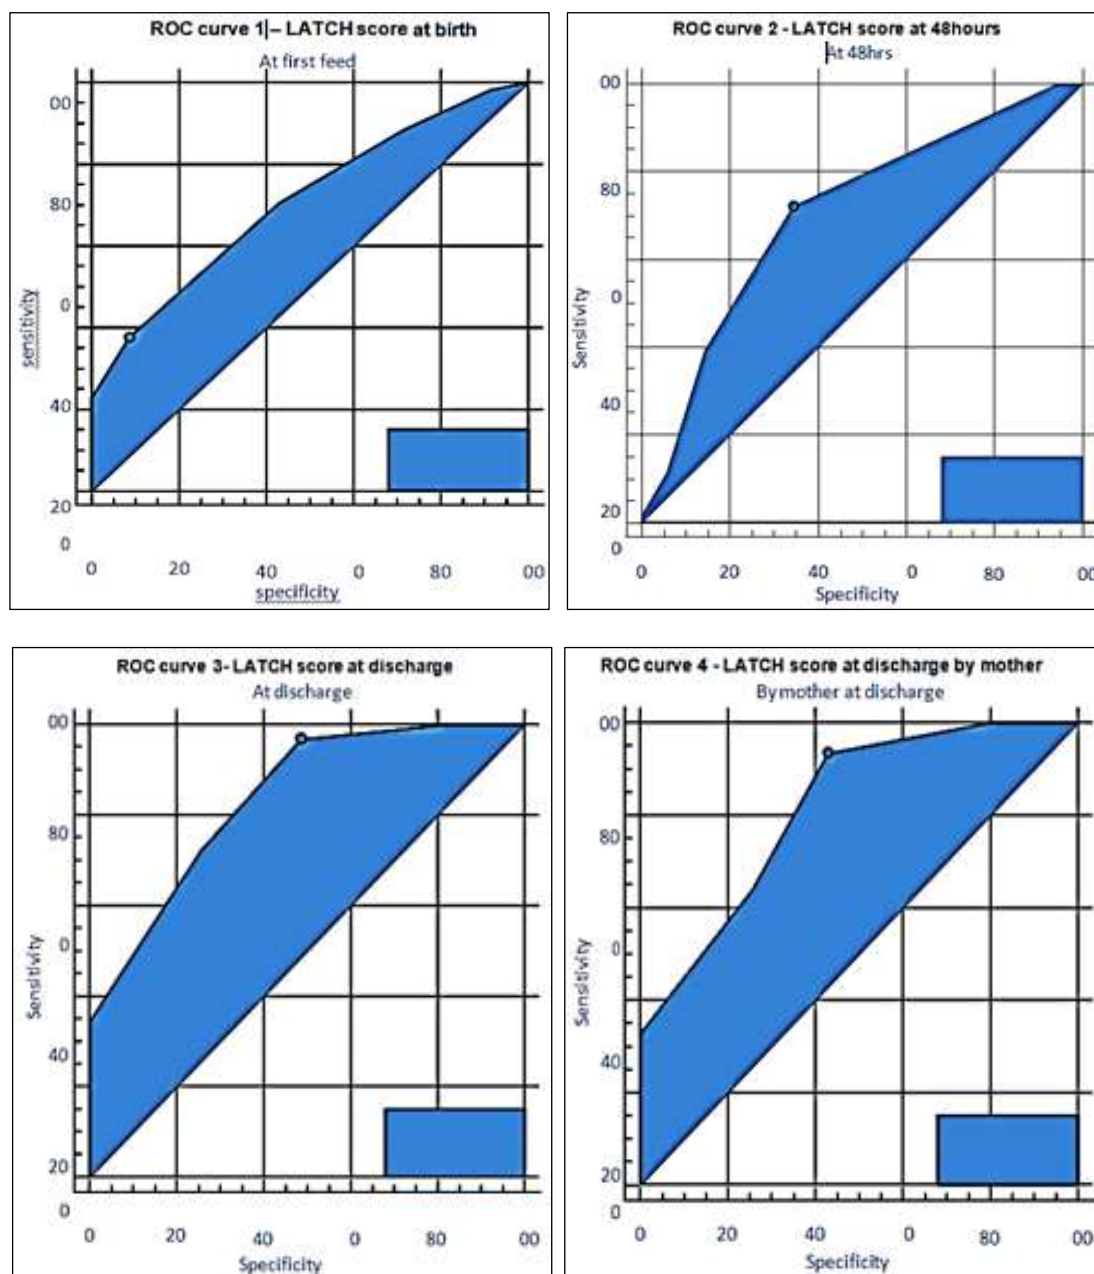 ROC curve 1 – LATCH score at birth
At first feed
00
80
0
40
20
0
sensitivity
0 20 40 0 80 00
specificity
ROC curve 2 - LATCH score at 48hours
At 48hrs
00
80
0
40
20
0
Sensitivity
0 20 40 0 80 00
Specificity
ROC curve 3- LATCH score at discharge
At discharge
00
80
0
40
20
0
Sensitivity
0 20 40 0 80 00
Specificity
ROC curve 4 - LATCH score at discharge by mother
By mother at discharge
00
80
0
40
20
0
Sensitivity
0 20 40 0 80 00
Specificity